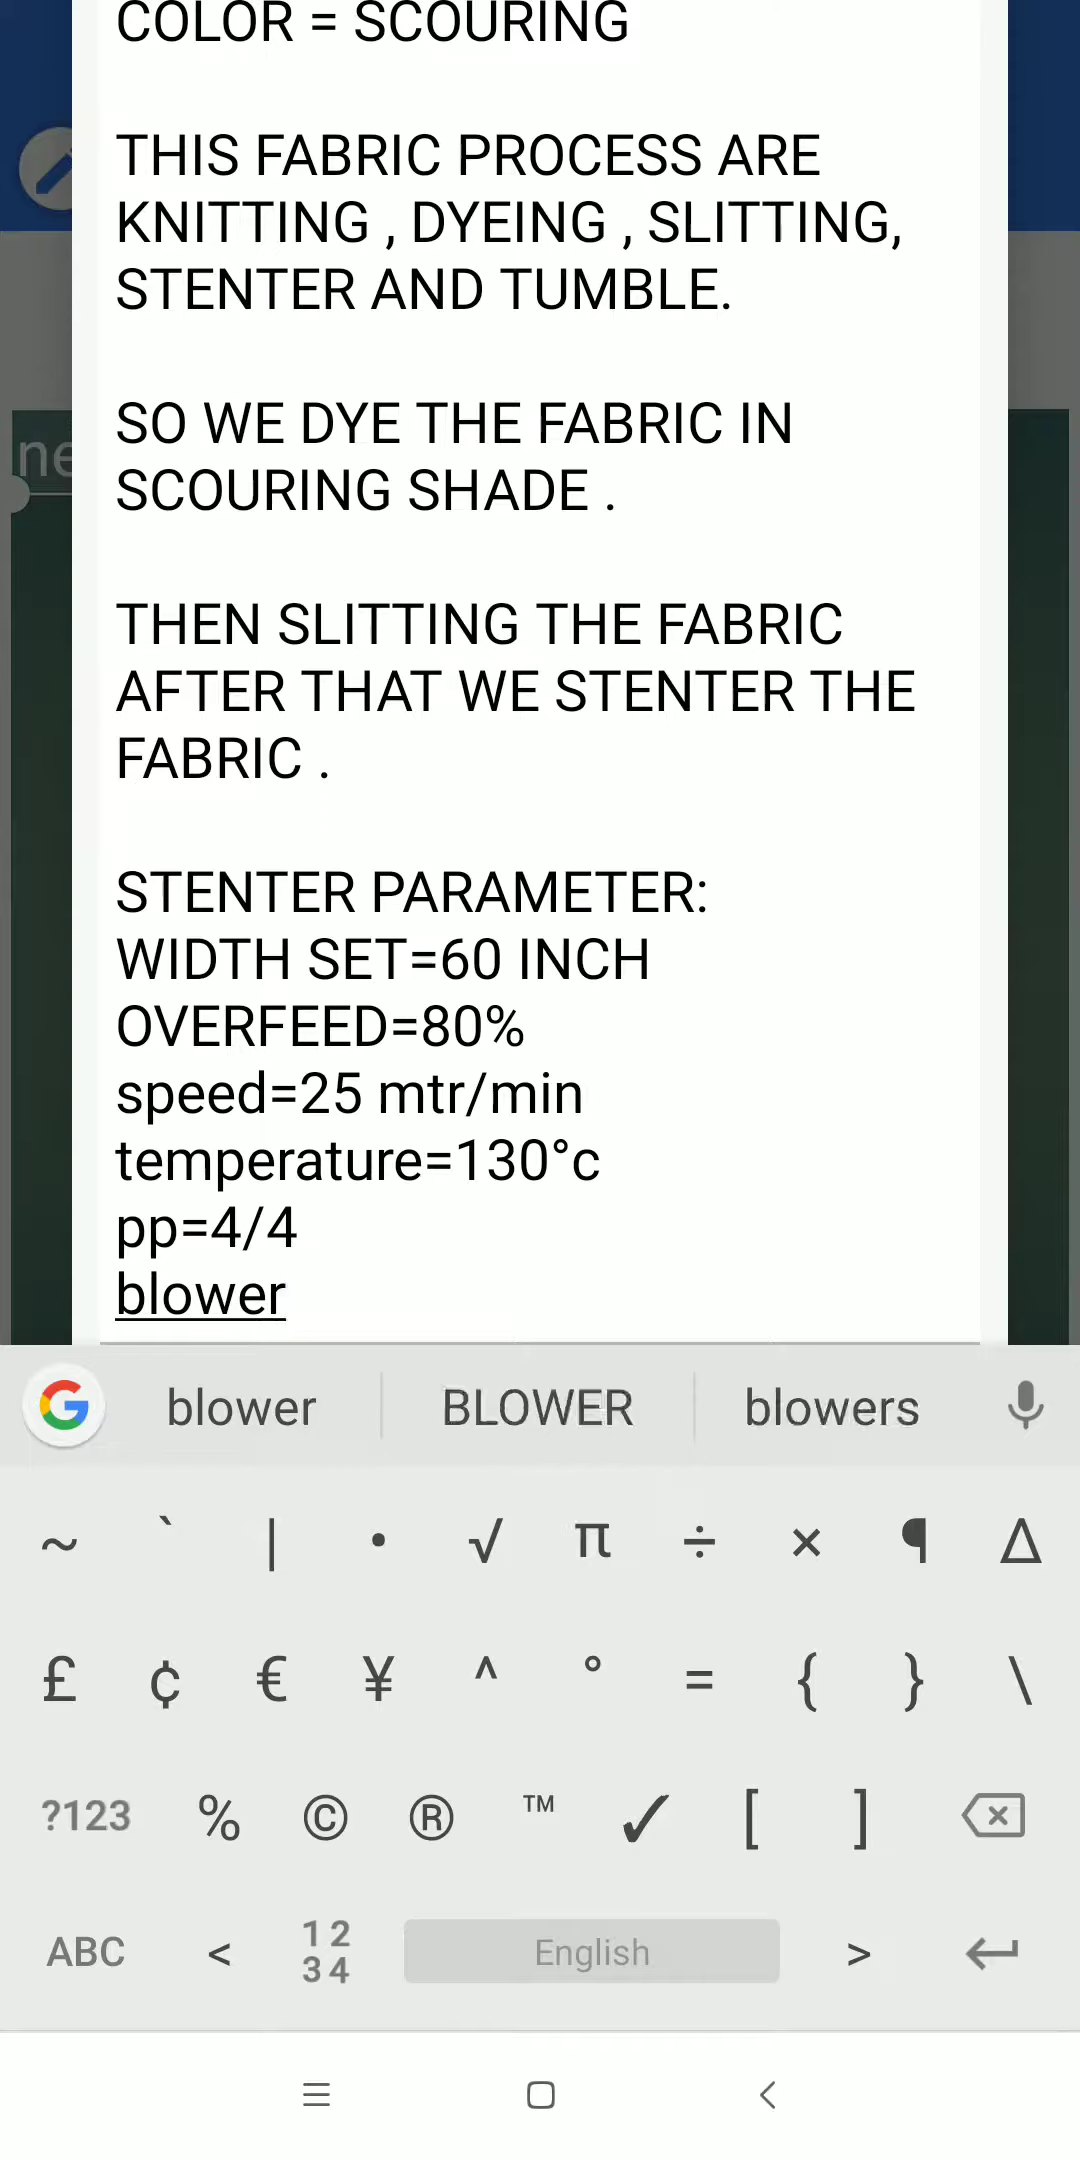 COLOR = SCOURING
THIS FABRIC PROCESS ARE
KNITTING , DYEING , SLITTING,
STENTER AND TUMBLE.
SO WE DYE THE FABRIC IN
SCOURING SHADE .
ne
THEN SLITTING THE FABRIC
AFTER THAT WE STENTER THE
FABRIC .
STENTER PARAMETER:
WIDTH SET=60 INCH
OVERFEED=80%
speed=25 mtr/min
temperature=130°c
pp=4/4
blower
blower BLOWER blowers
~ ` | • √ π ÷ × ¶ Δ
£ ¢ € ¥ ^ ° = { } \
?123 % © ® ™ ✓ [ ]
ABC < 12 34 English >